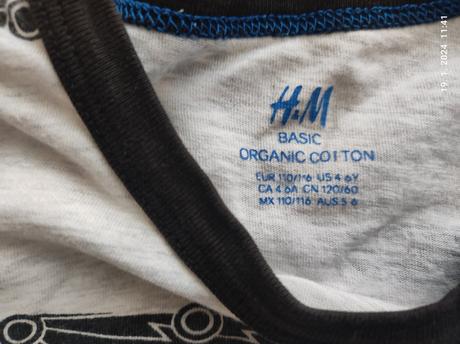 H&M
BASIC
ORGANIC COTTON
EUR 110/116 US 4 6Y
CA 4 6A CN 120/60
MX 110/116 AUS 5 6
19. 1. 2024 11:41